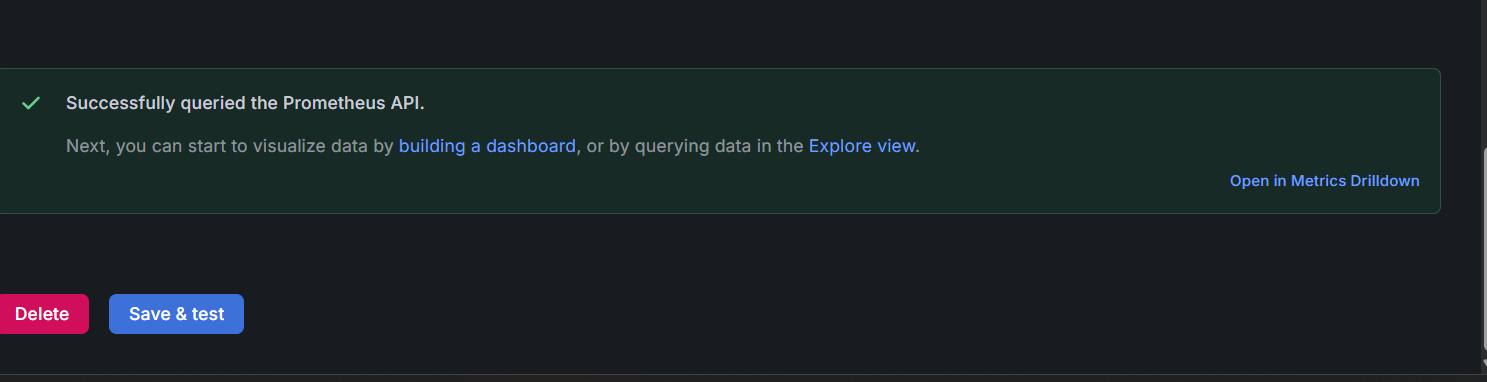 Successfully queried the Prometheus API.
Next, you can start to visualize data by building a dashboard, or by querying data in the Explore view.
Open in Metrics Drilldown
Delete
Save & test